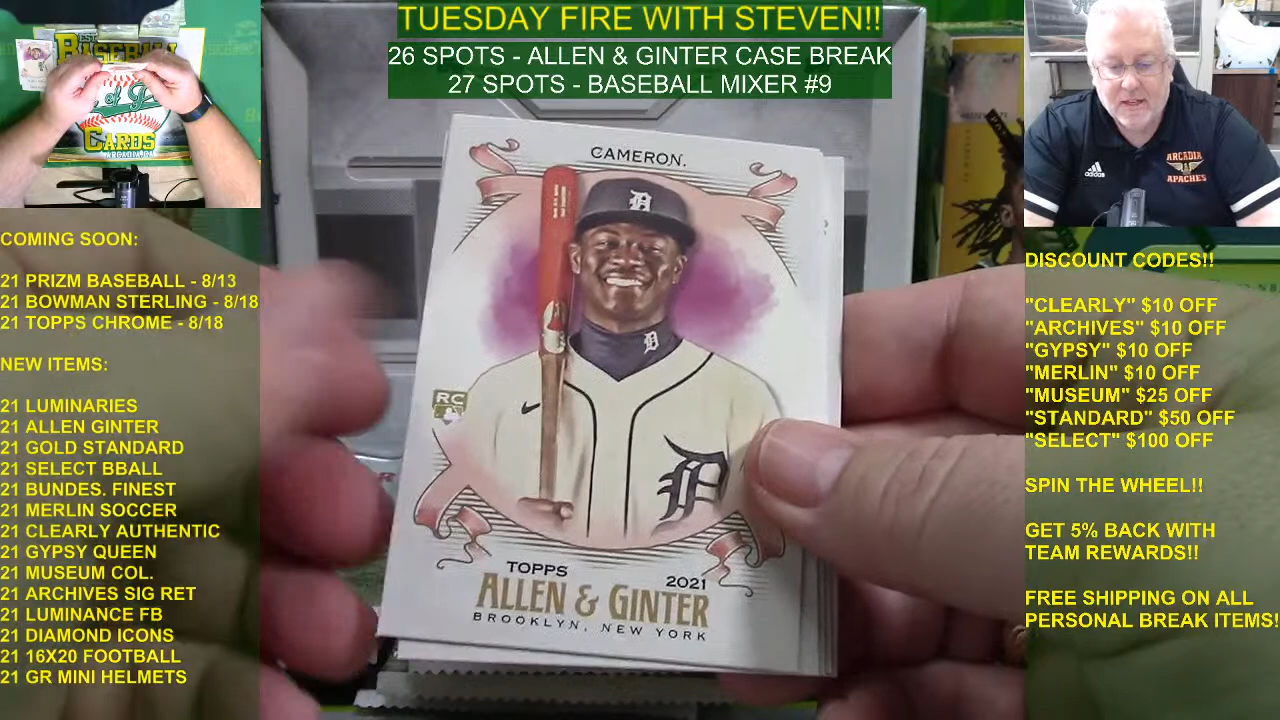 TUESDAY FIRE WITH STEVEN!!
26 SPOTS - ALLEN & GINTER CASE BREAK
27 SPOTS - BASEBALL MIXER #9
BASEBALL
CARDS
ARCADIA
APACHES
adidas
COMING SOON:
21 PRIZM BASEBALL - 8/13
21 BOWMAN STERLING - 8/18
21 TOPPS CHROME - 8/18
NEW ITEMS:
21 LUMINARIES
21 ALLEN GINTER
21 GOLD STANDARD
21 SELECT BBALL
21 BUNDES. FINEST
21 MERLIN SOCCER
21 CLEARLY AUTHENTIC
21 GYPSY QUEEN
21 MUSEUM COL.
21 ARCHIVES SIG RET
21 LUMINANCE FB
21 DIAMOND ICONS
21 16X20 FOOTBALL
21 GR MINI HELMETS
CAMERON.
D
D
RC
D
TOPPS 2021
ALLEN & GINTER
BROOKLYN, NEW YORK
DISCOUNT CODES!!
"CLEARLY" $10 OFF
"ARCHIVES" $10 OFF
"GYPSY" $10 OFF
"MERLIN" $10 OFF
"MUSEUM" $25 OFF
"STANDARD" $50 OFF
"SELECT" $100 OFF
SPIN THE WHEEL!!
GET 5% BACK WITH
TEAM REWARDS!!
FREE SHIPPING ON ALL
PERSONAL BREAK ITEMS!